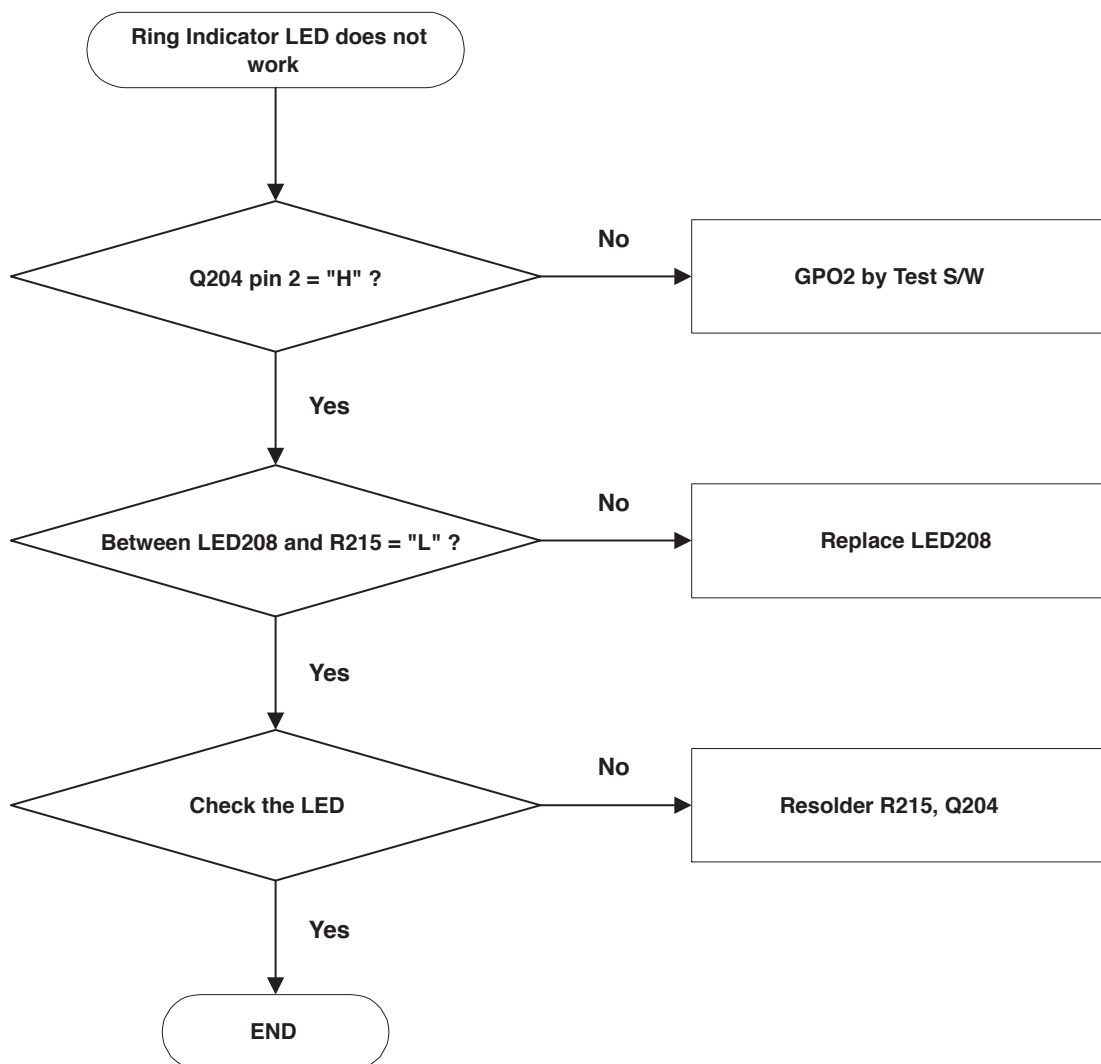 Ring Indicator LED does not
work
No
Q204 pin 2 = "H" ?
GPO2 by Test S/W
Yes
No
Between LED208 and R215 = "L" ?
Replace LED208
Yes
No
Check the LED
Resolder R215, Q204
Yes
END